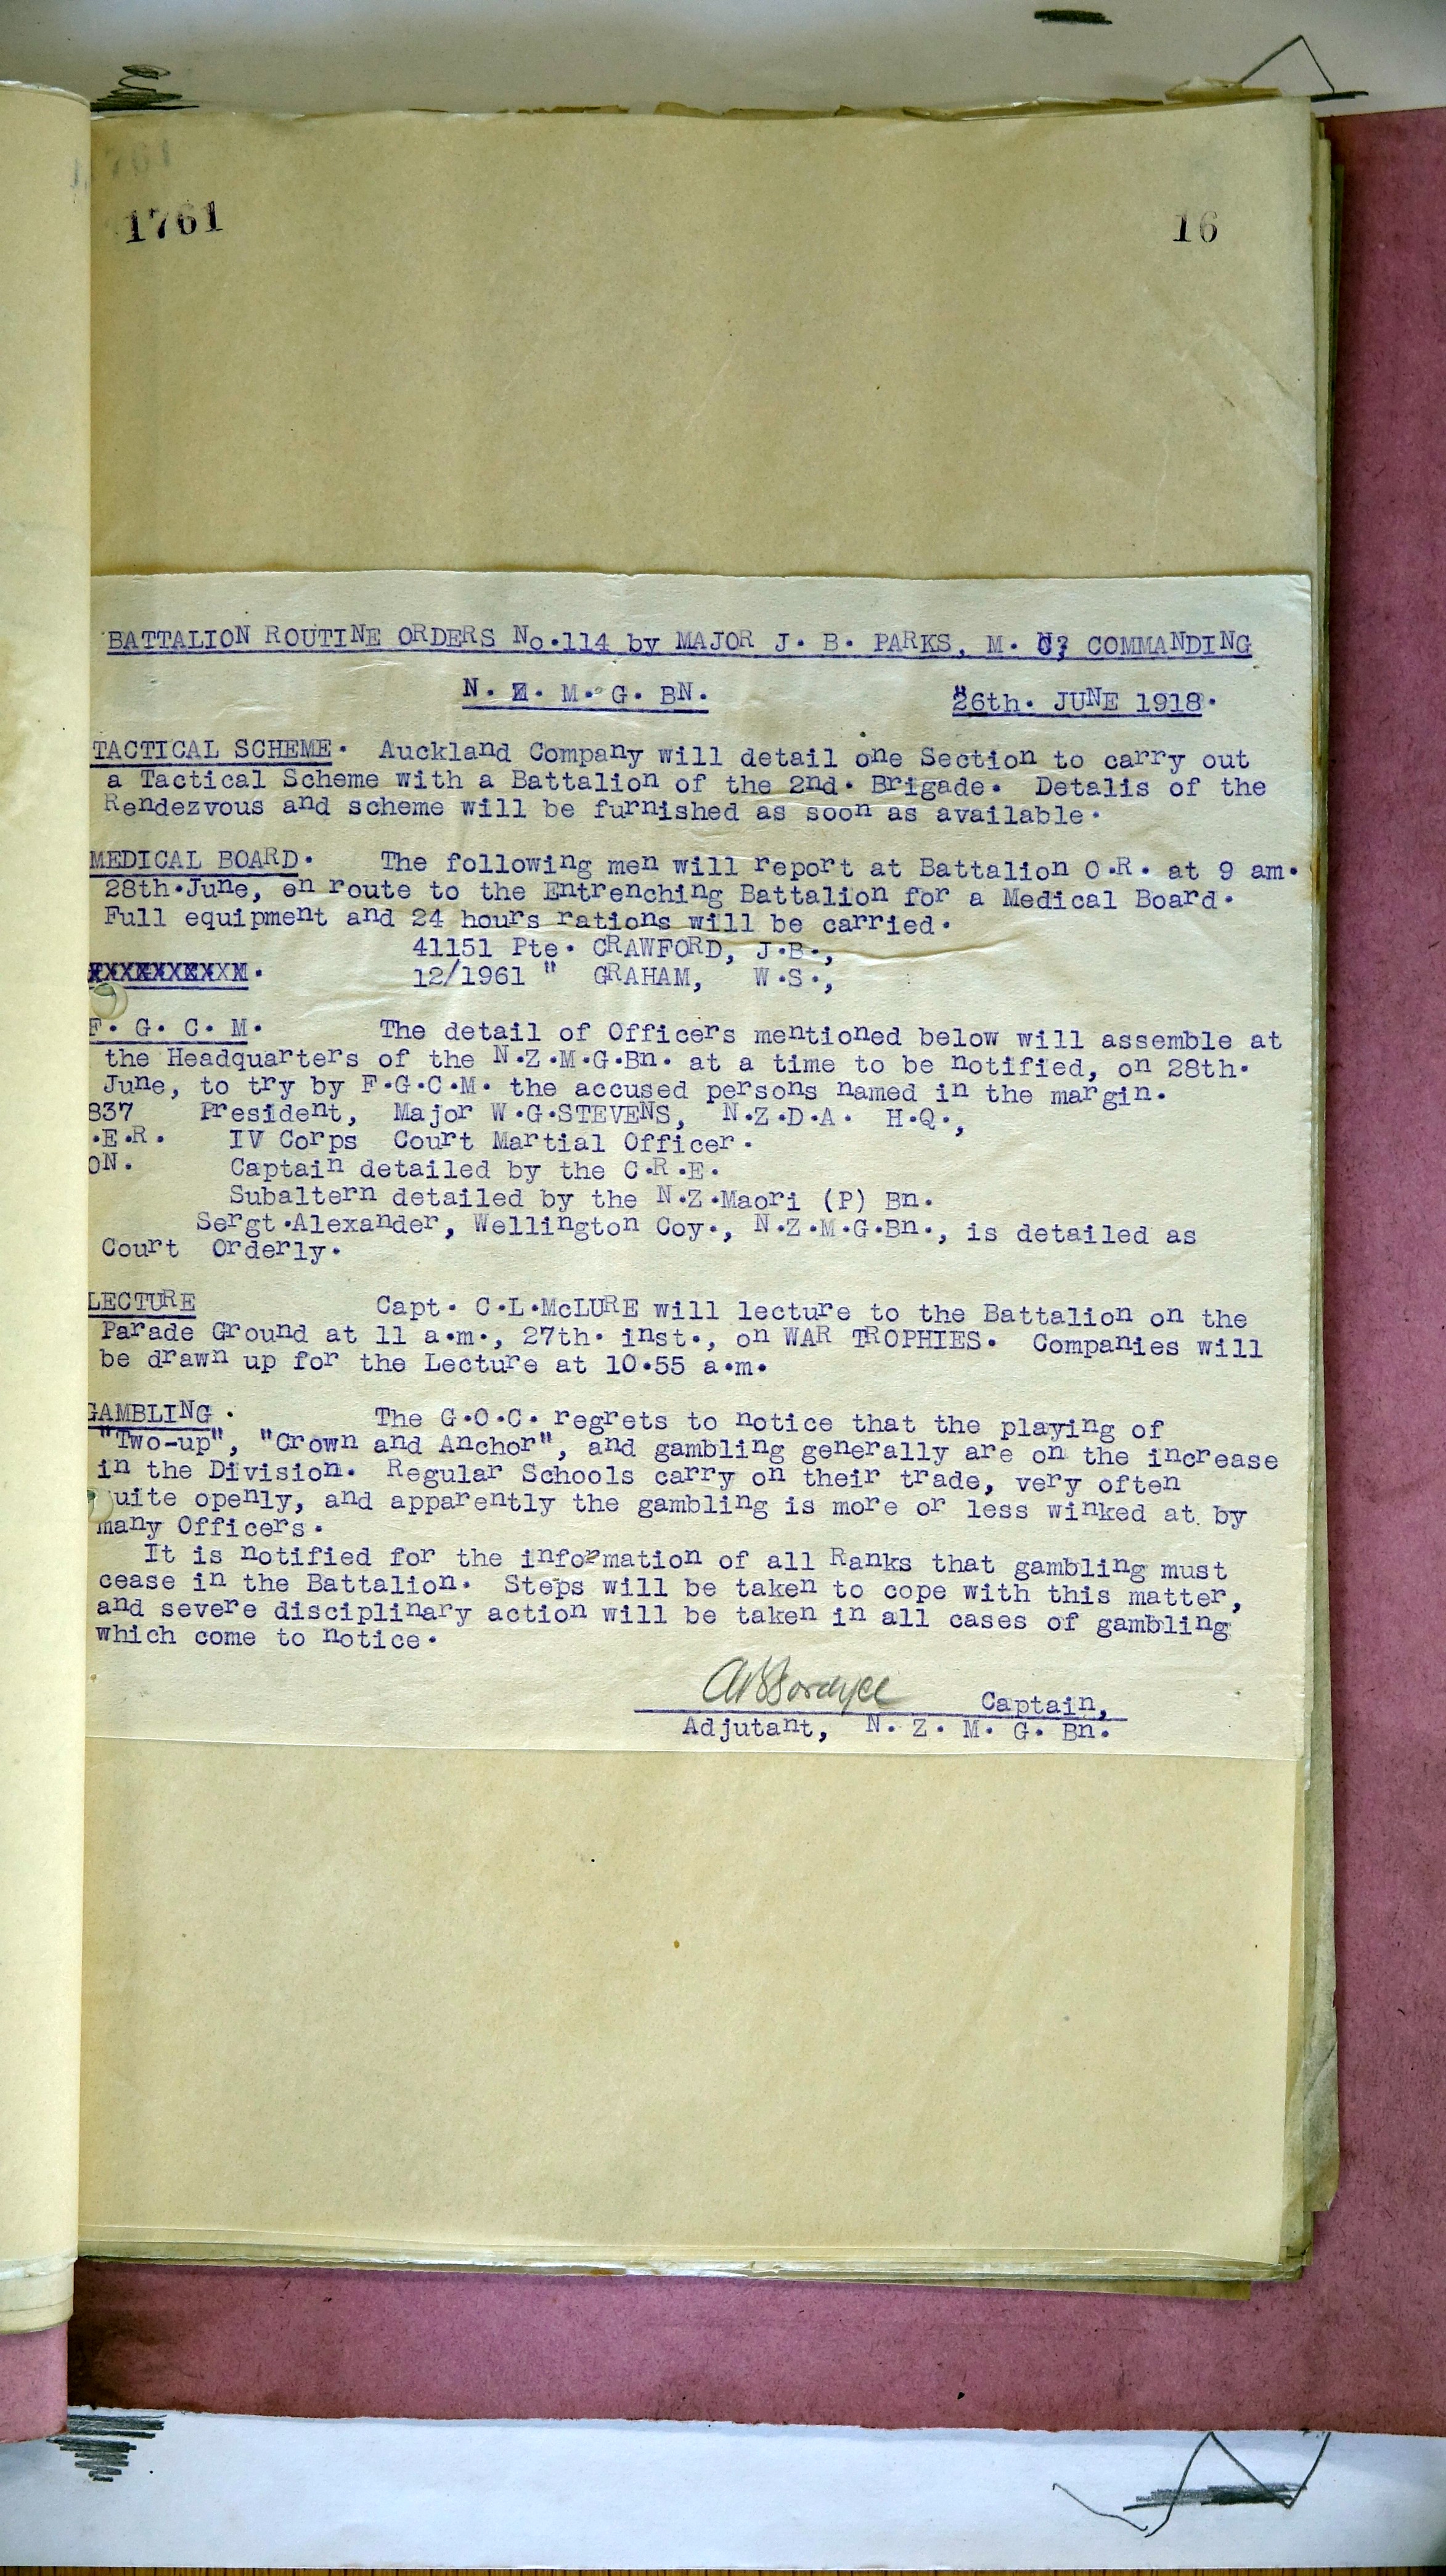 1761
16
BATTALION ROUTINE ORDERS No.114 by MAJOR J. B. PARKS, M. C, COMMANDING
N. Z. M. G. BN.
26th. JUNE 1918.
TACTICAL SCHEME. Auckland Company will detail one Section to carry out
a Tactical Scheme with a Battalion of the 2nd. Brigade. Detalis of the
Rendezvous and scheme will be furnished as soon as available.
MEDICAL BOARD. The following men will report at Battalion O.R. at 9 am.
28th.June, en route to the Entrenching Battalion for a Medical Board.
Full equipment and 24 hours rations will be carried.
41151 Pte. CRAWFORD, J.B.,
12/1961 " GRAHAM, W.S.,
F. G. C. M. The detail of Officers mentioned below will assemble at
the Headquarters of the N.Z.M.G.Bn. at a time to be notified, on 28th.
June, to try by F.G.C.M. the accused persons named in the margin.
837 President, Major W.G.STEVENS, N.Z.D.A. H.Q.,
.E.R. IV Corps Court Martial Officer.
ON. Captain detailed by the C.R.E.
Subaltern detailed by the N.Z.Maori (P) Bn.
Sergt.Alexander, Wellington Coy., N.Z.M.G.Bn., is detailed as
Court Orderly.
LECTURE Capt. C.L.McLURE will lecture to the Battalion on the
Parade Ground at 11 a.m., 27th. inst., on WAR TROPHIES. Companies will
be drawn up for the Lecture at 10.55 a.m.
GAMBLING. The G.O.C. regrets to notice that the playing of
"Two-up", "Crown and Anchor", and gambling generally are on the increase
in the Division. Regular Schools carry on their trade, very often
uite openly, and apparently the gambling is more or less winked at by
many Officers.
It is notified for the information of all Ranks that gambling must
cease in the Battalion. Steps will be taken to cope with this matter,
and severe disciplinary action will be taken in all cases of gambling
which come to notice.
Captain,
Adjutant, N. Z. M. G. Bn.